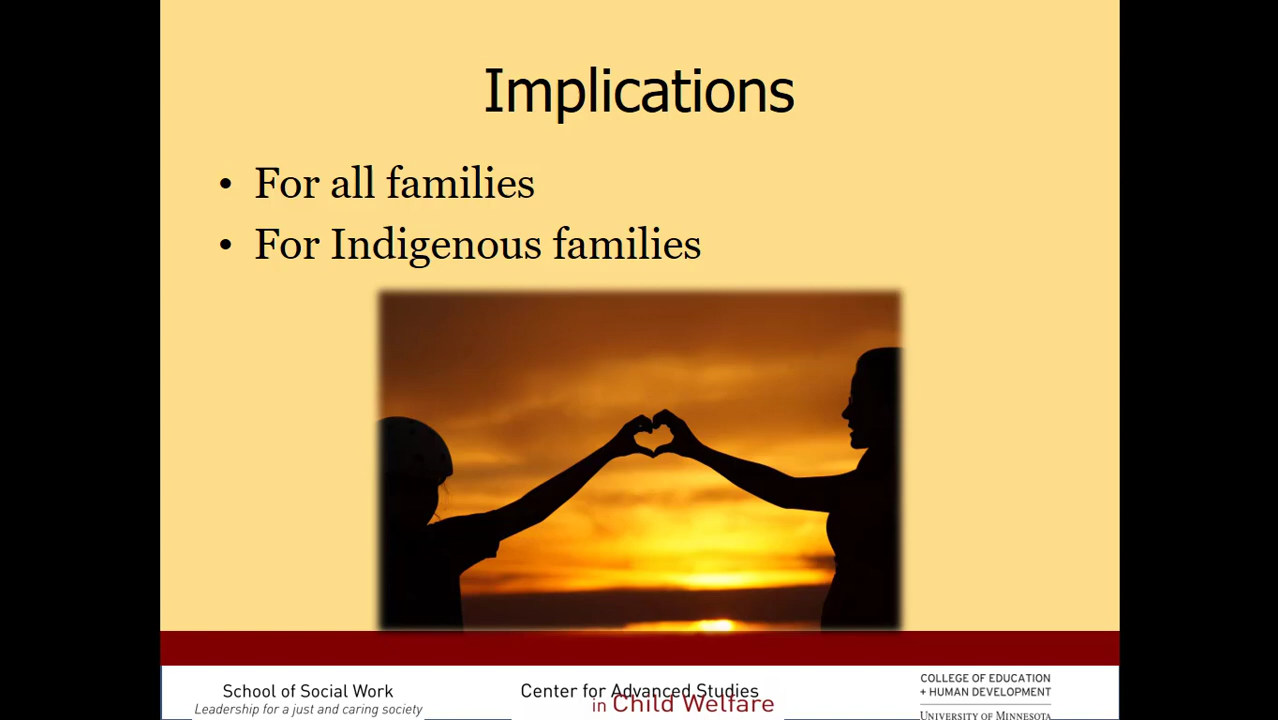 Implications
• For all families
• For Indigenous families
School of Social Work
Leadership for a just and caring society
Center for Advanced Studies
in Child Welfare
COLLEGE OF EDUCATION
+ HUMAN DEVELOPMENT
UNIVERSITY OF MINNESOTA